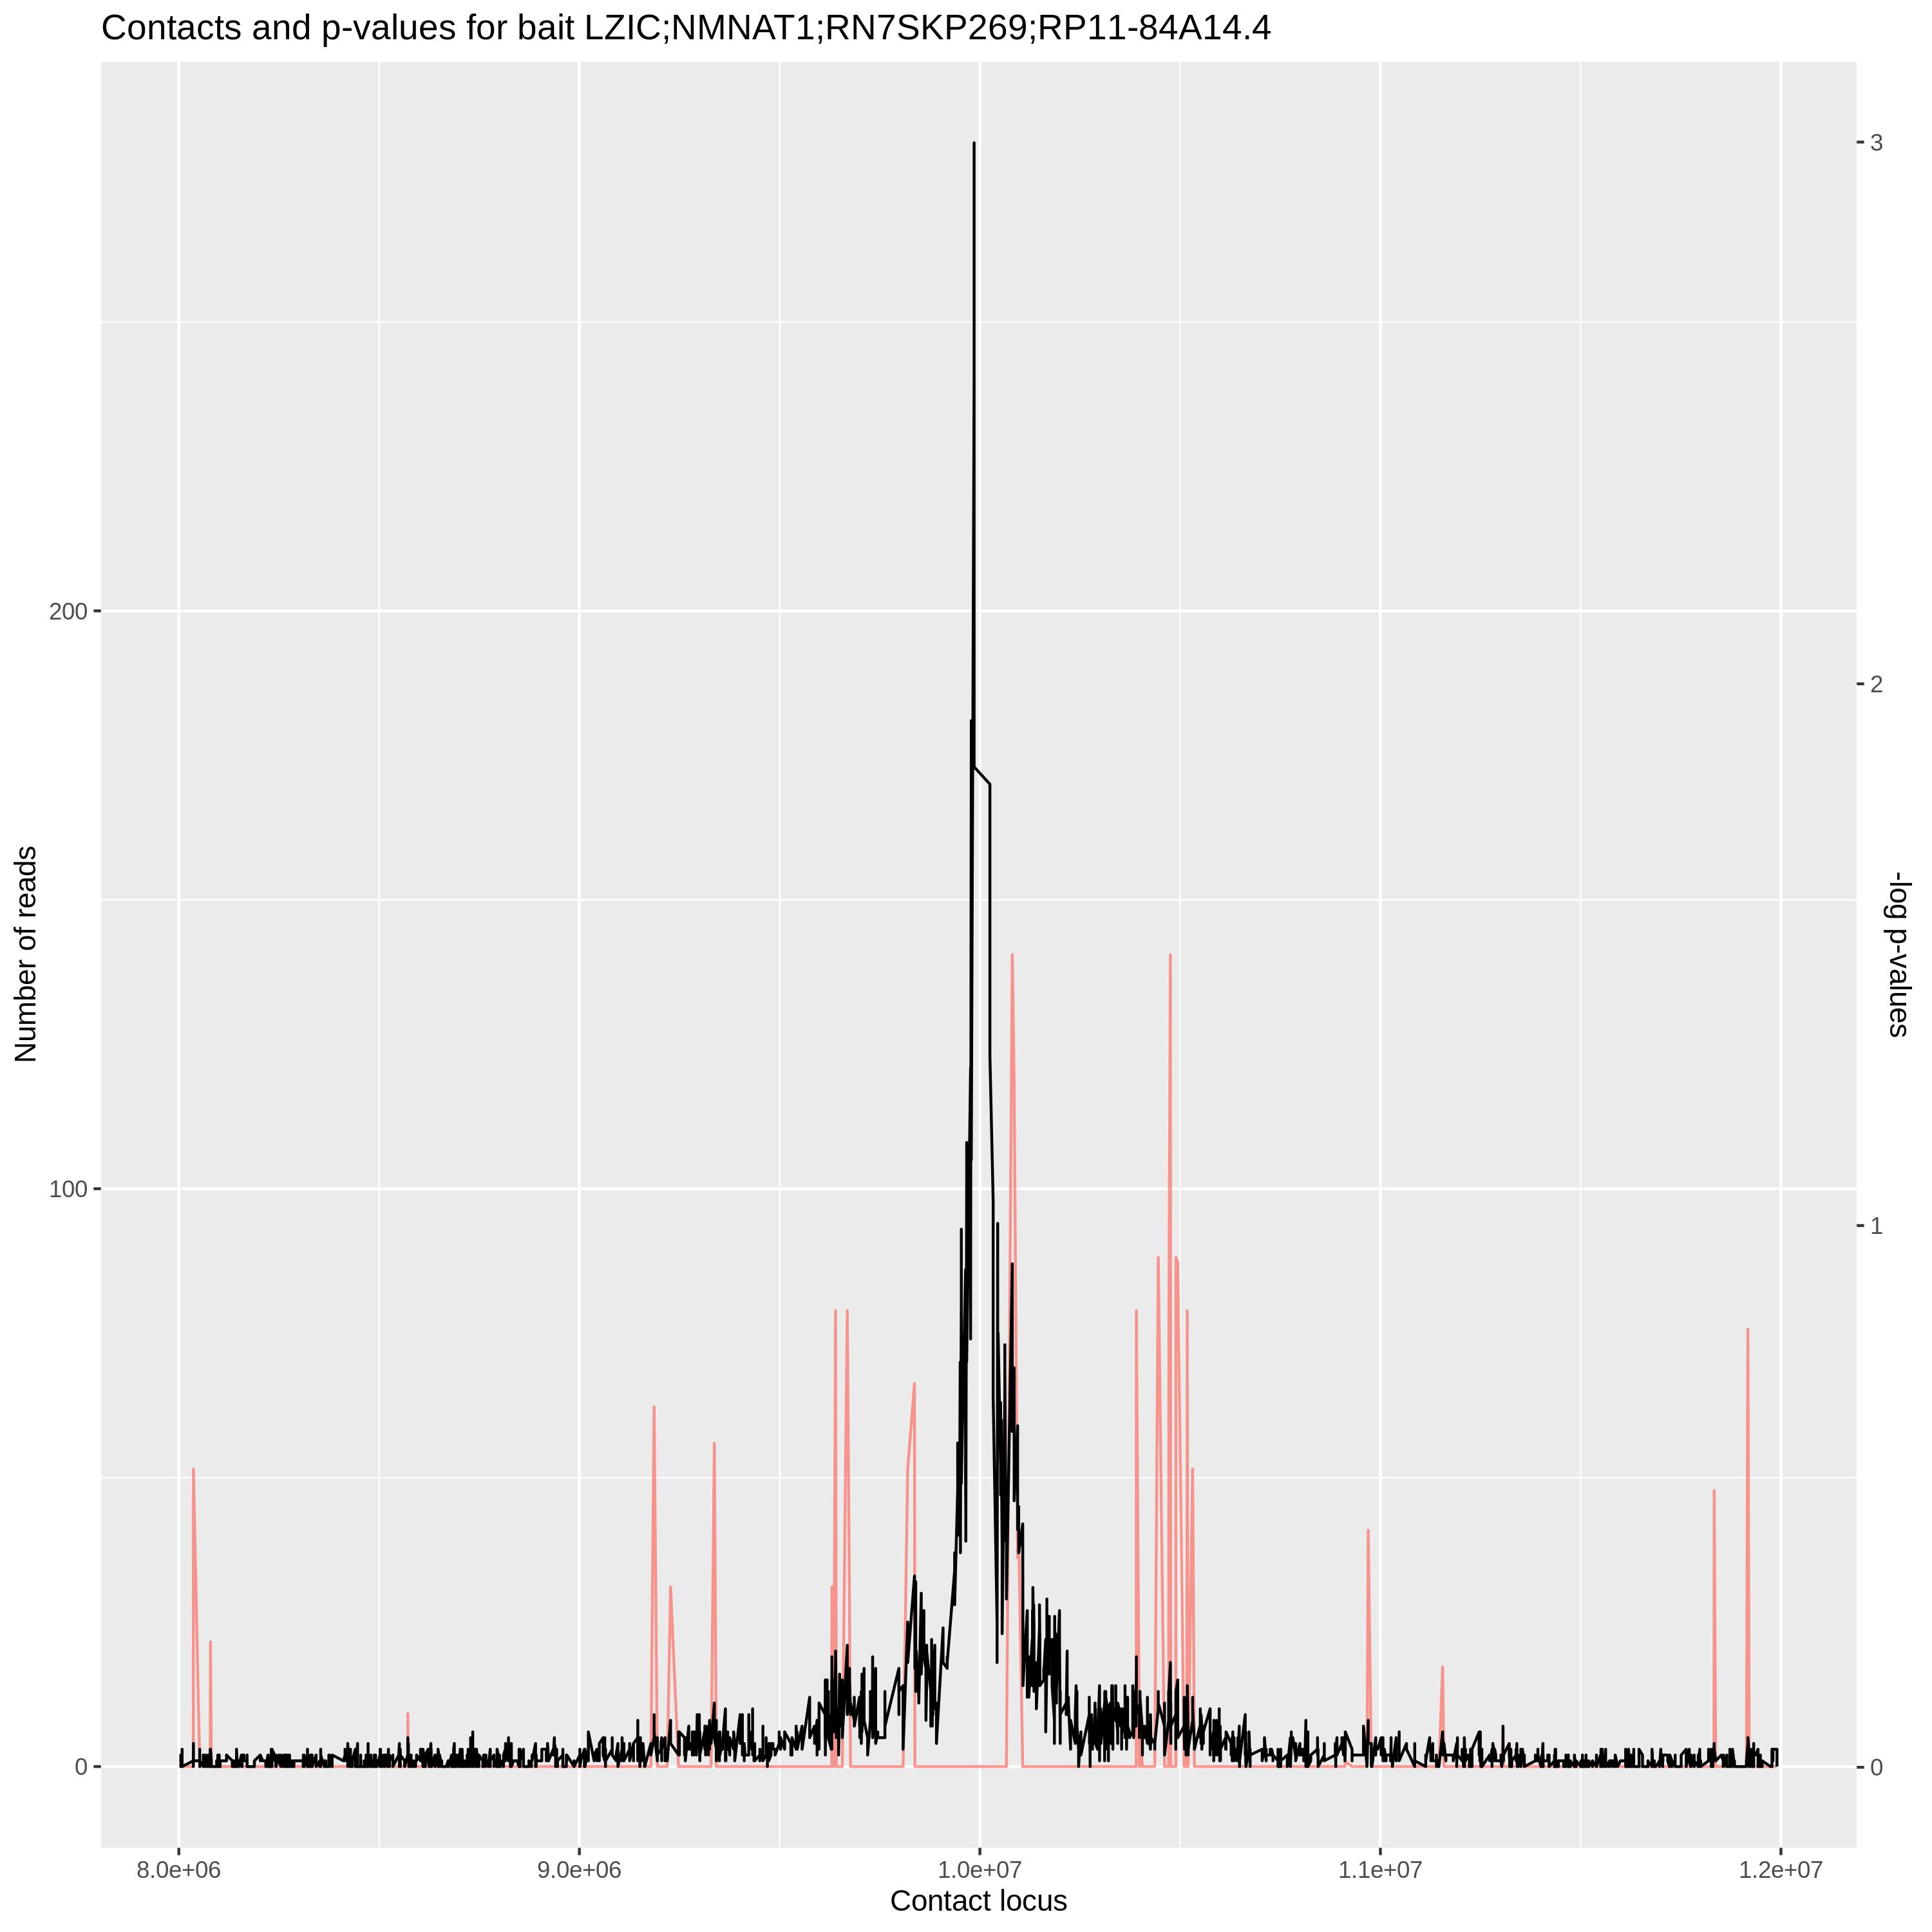 Contacts and p-values for bait LZIC;NMNAT1;RN7SKP269;RP11-84A14.4
Number of reads
200
100
0
3
2
1
0
-log p-values
8.0e+06
9.0e+06
1.0e+07
1.1e+07
1.2e+07
Contact locus